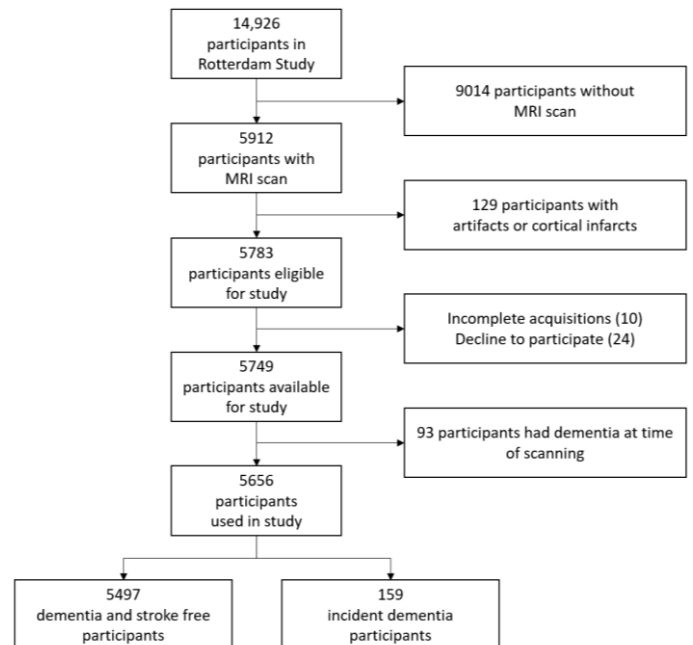 14,926
participants in
Rotterdam Study
9014 participants without
MRI scan
5912
participants with
MRI scan
129 participants with
artifacts or cortical infarcts
5783
participants eligible
for study
Incomplete acquisitions (10)
Decline to participate (24)
5749
participants available
for study
93 participants had dementia at time
of scanning
5656
participants
used in study
5497
dementia and stroke free
participants
159
incident dementia
participants